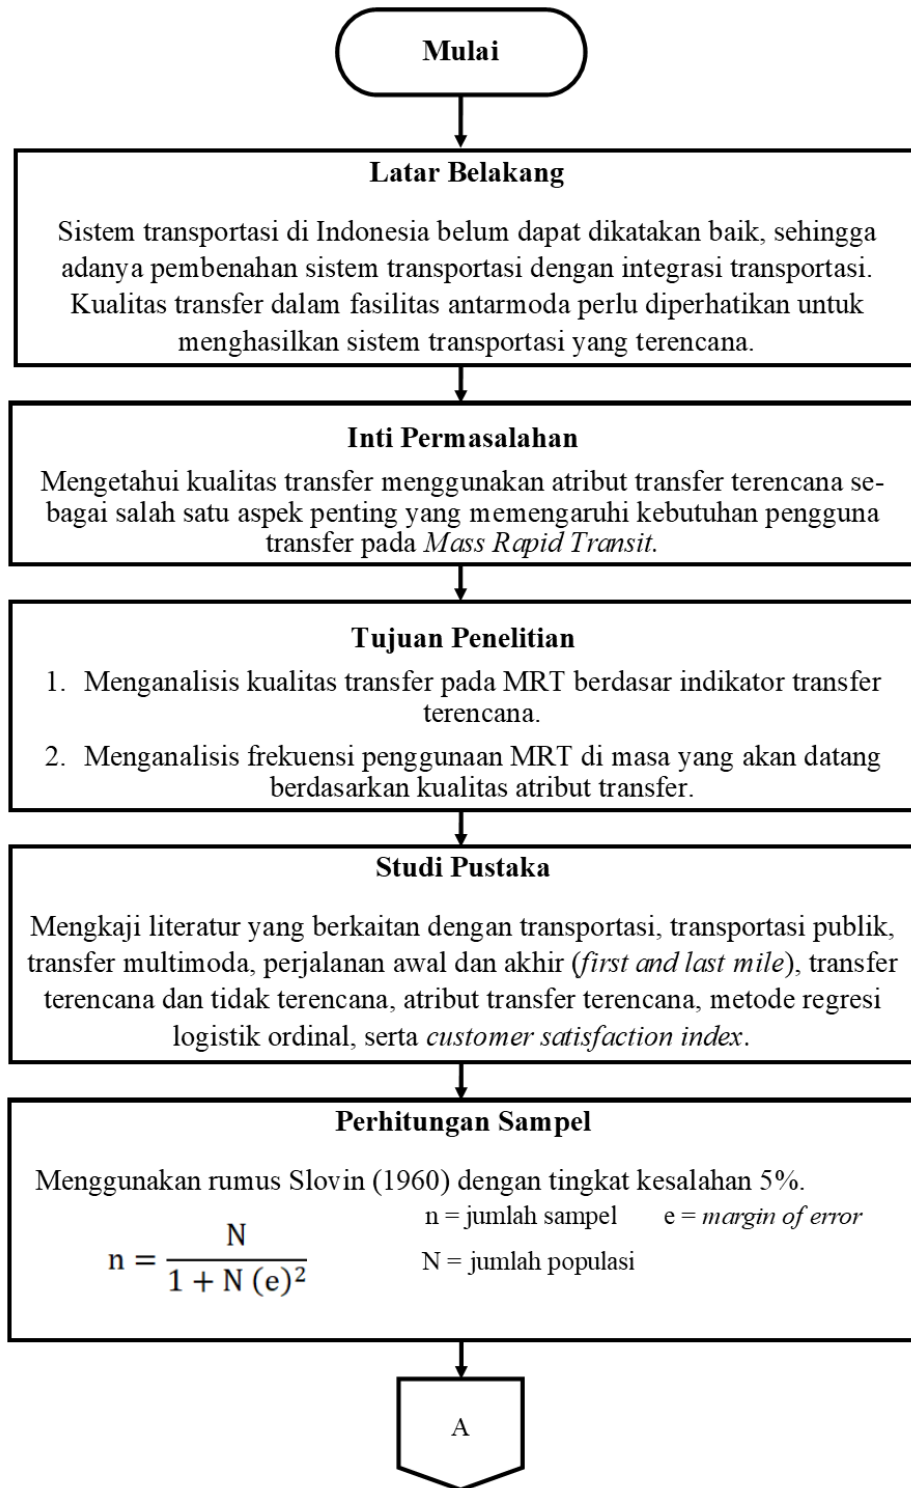 Mulai
Latar Belakang
Sistem transportasi di Indonesia belum dapat dikatakan baik, sehingga
adanya pembenahan sistem transportasi dengan integrasi transportasi.
Kualitas transfer dalam fasilitas antarmoda perlu diperhatikan untuk
menghasilkan sistem transportasi yang terencana.
Inti Permasalahan
Mengetahui kualitas transfer menggunakan atribut transfer terencana se-
bagai salah satu aspek penting yang memengaruhi kebutuhan pengguna
transfer pada Mass Rapid Transit.
Tujuan Penelitian
1. Menganalisis kualitas transfer pada MRT berdasar indikator transfer
terencana.
2. Menganalisis frekuensi penggunaan MRT di masa yang akan datang
berdasarkan kualitas atribut transfer.
Studi Pustaka
Mengkaji literatur yang berkaitan dengan transportasi, transportasi publik,
transfer multimoda, perjalanan awal dan akhir (first and last mile), transfer
terencana dan tidak terencana, atribut transfer terencana, metode regresi
logistik ordinal, serta customer satisfaction index.
Perhitungan Sampel
Menggunakan rumus Slovin (1960) dengan tingkat kesalahan 5%.
n = jumlah sampel e = margin of error
n = N / 1 + N (e)²
N = jumlah populasi
A